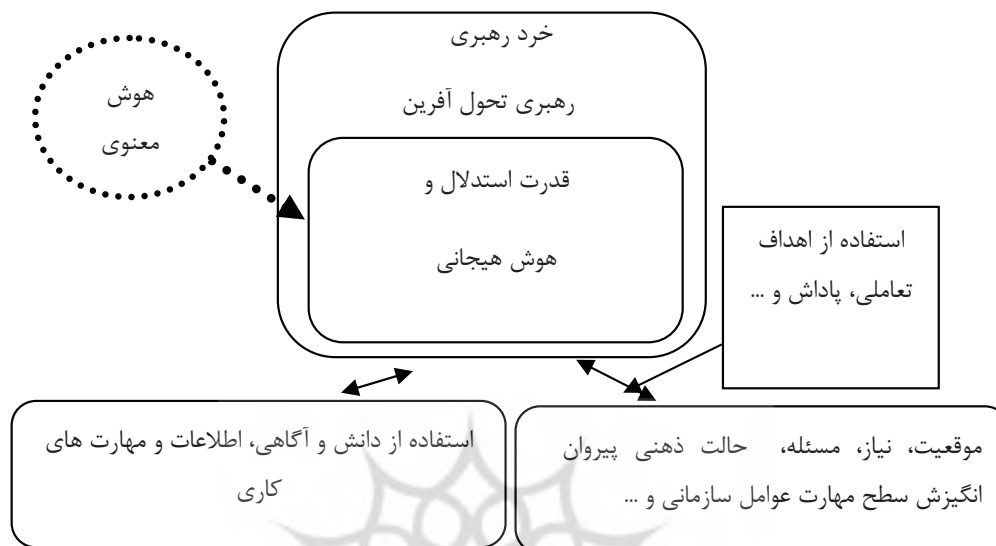 خرد رهبری
رهبری تحول آفرین
هوش
معنوی
قدرت استدلال و
هوش هیجانی
استفاده از اهداف
تعاملی، پاداش و ...
استفاده از دانش و آگاهی، اطلاعات و مهارت های
کاری
موقعیت، نیاز، مسئله، حالت ذهنی پیروان
انگیزش سطح مهارت عوامل سازمانی و ...